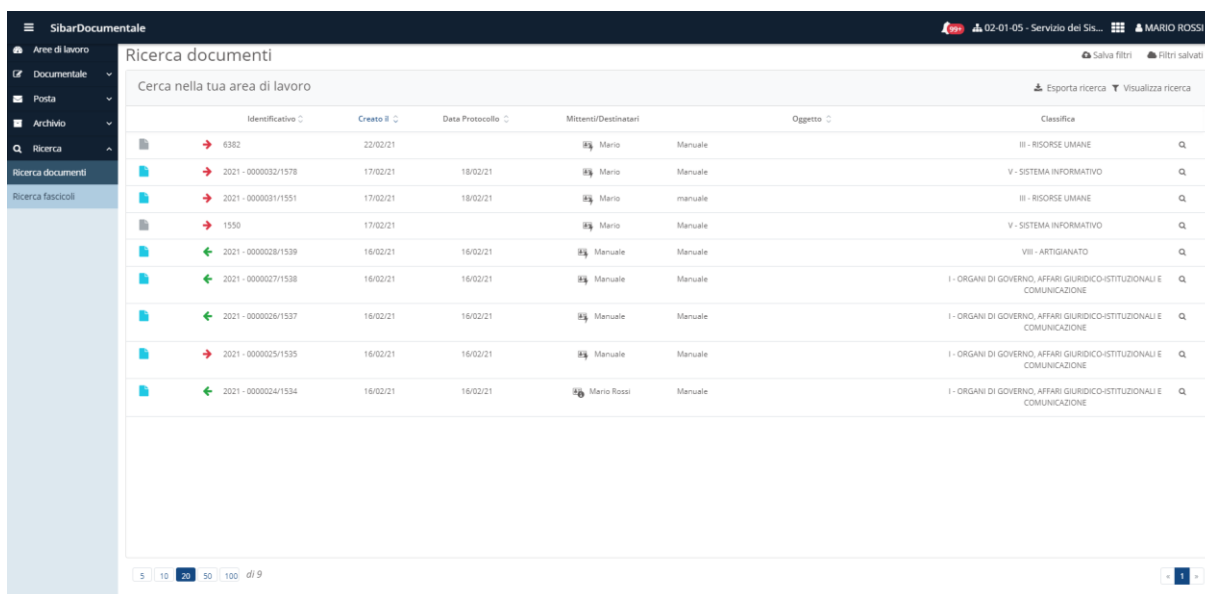 SibarDocumentale
99+ 02-01-05 - Servizio dei Sis... MARIO ROSSI
Aree di lavoro
Documentale
Posta
Archivio
Ricerca
Ricerca documenti
Ricerca fascicoli
Ricerca documenti
Salva filtri Filtri salvati
Cerca nella tua area di lavoro
Esporta ricerca Visualizza ricerca
Identificativo Creato il Data Protocollo Mittenti/Destinatari Oggetto Classifica
6382 22/02/21 Mario Manuale III - RISORSE UMANE
2021 - 0000032/1578 17/02/21 18/02/21 Mario Manuale V - SISTEMA INFORMATIVO
2021 - 0000031/1551 17/02/21 18/02/21 Mario manuale III - RISORSE UMANE
1550 17/02/21 Mario Manuale V - SISTEMA INFORMATIVO
2021 - 0000028/1539 16/02/21 16/02/21 Manuale Manuale VIII - ARTIGIANATO
2021 - 0000027/1538 16/02/21 16/02/21 Manuale Manuale I - ORGANI DI GOVERNO, AFFARI GIURIDICO-ISTITUZIONALI E
COMUNICAZIONE
2021 - 0000026/1537 16/02/21 16/02/21 Manuale Manuale I - ORGANI DI GOVERNO, AFFARI GIURIDICO-ISTITUZIONALI E
COMUNICAZIONE
2021 - 0000025/1535 16/02/21 16/02/21 Manuale Manuale I - ORGANI DI GOVERNO, AFFARI GIURIDICO-ISTITUZIONALI E
COMUNICAZIONE
2021 - 0000024/1534 16/02/21 16/02/21 Mario Rossi Manuale I - ORGANI DI GOVERNO, AFFARI GIURIDICO-ISTITUZIONALI E
COMUNICAZIONE
5 10 20 50 100 di 9
« 1 »